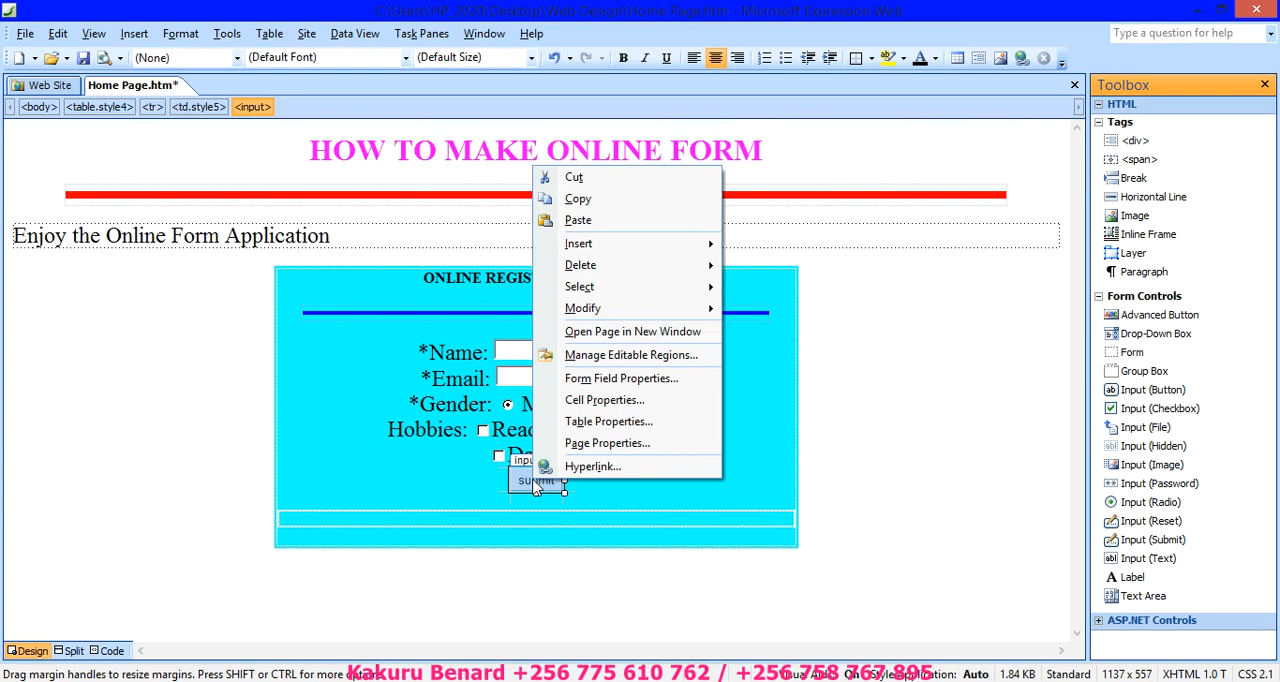 C:\Users\HP_2020\Desktop\Web Design\Home Page.htm - Microsoft Expression Web
File Edit View Insert Format Tools Table Site Data View Task Panes Window Help
Type a question for help
(None) (Default Font) (Default Size) B I U A
Web Site Home Page.htm*
<body> <table.style4> <tr> <td.style5> <input>
HOW TO MAKE ONLINE FORM
Enjoy the Online Form Application
ONLINE REGIS
*Name:
*Email:
*Gender: M
Hobbies: Read
inpu
submit
Cut
Copy
Paste
Insert
Delete
Select
Modify
Open Page in New Window
Manage Editable Regions...
Form Field Properties...
Cell Properties...
Table Properties...
Page Properties...
Hyperlink...
Toolbox
HTML
Tags
<div>
<span>
Break
Horizontal Line
Image
Inline Frame
Layer
Paragraph
Form Controls
Advanced Button
Drop-Down Box
Form
Group Box
Input (Button)
Input (Checkbox)
Input (File)
Input (Hidden)
Input (Image)
Input (Password)
Input (Radio)
Input (Reset)
Input (Submit)
Input (Text)
Label
Text Area
ASP.NET Controls
Design Split Code
Drag margin handles to resize margins. Press SHIFT or CTRL for more Style Application: Auto 1.84 KB Standard 1137 x 557 XHTML 1.0 T CSS 2.1
Kakuru Benard +256 775 610 762 / +256 758 767 895